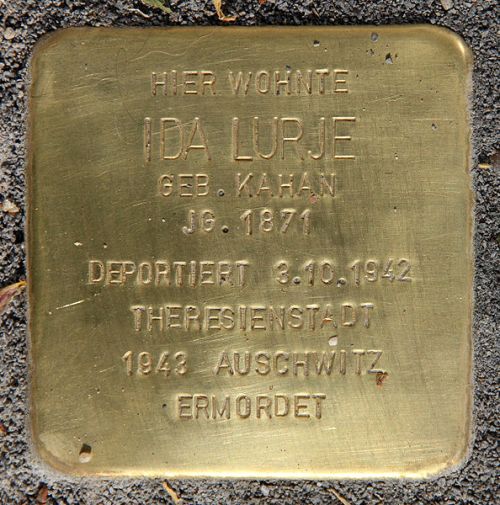 HIER WOHNTE
IDA LURJE
GEB. KAHAN
JG. 1871
DEPORTIERT 3.10.1942
THERESIENSTADT
1943 AUSCHWITZ
ERMORDET